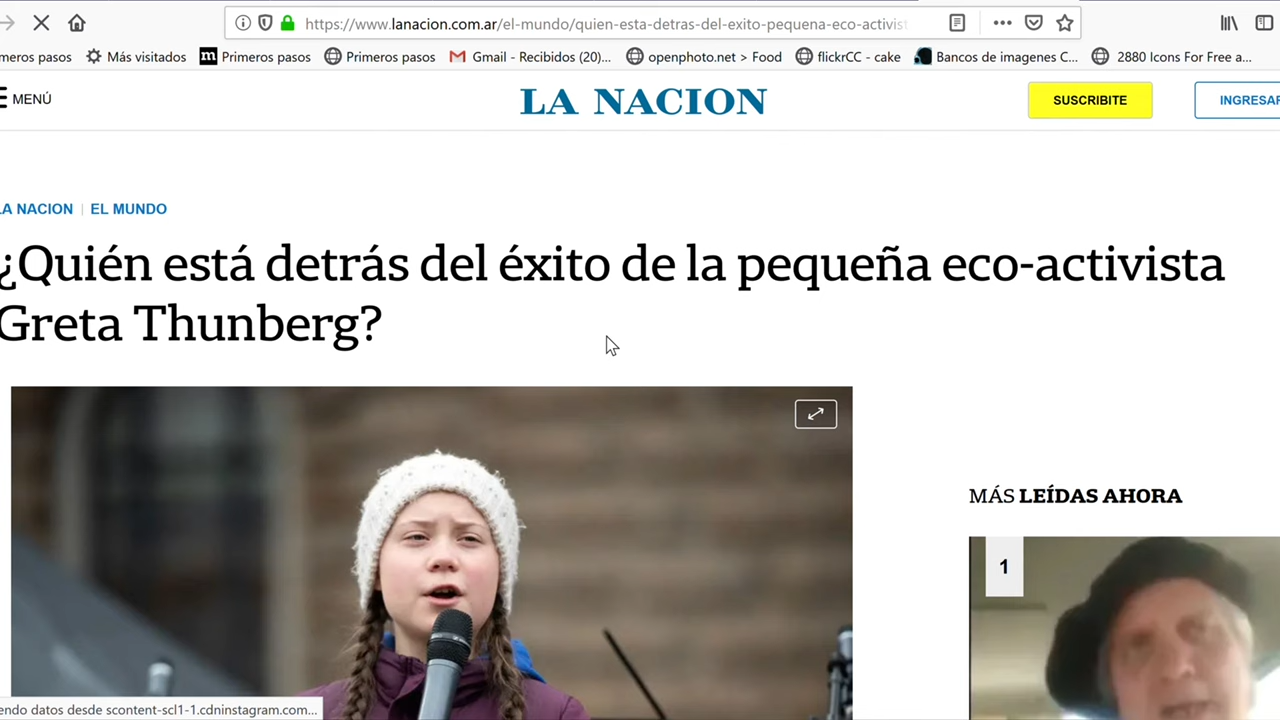 https://www.lanacion.com.ar/el-mundo/quien-esta-detras-del-exito-pequena-eco-activist
meros pasos Más visitados m Primeros pasos Primeros pasos Gmail - Recibidos (20)... openphoto.net > Food flickrCC - cake Bancos de imagenes C... 2880 Icons For Free a...
MENÚ LA NACION SUSCRIBITE INGRESAR
LA NACION | EL MUNDO
¿Quién está detrás del éxito de la pequeña eco-activista
Greta Thunberg?
MÁS LEÍDAS AHORA
1
endo datos desde scontent-scl1-1.cdninstagram.com...